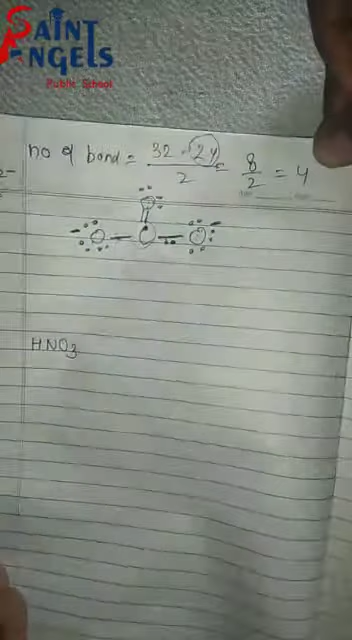 SAINT
ANGELS
Public School
no of bond = 32 - 24 / 2 = 8 / 2 = 4
O
O - C - O
HNO3